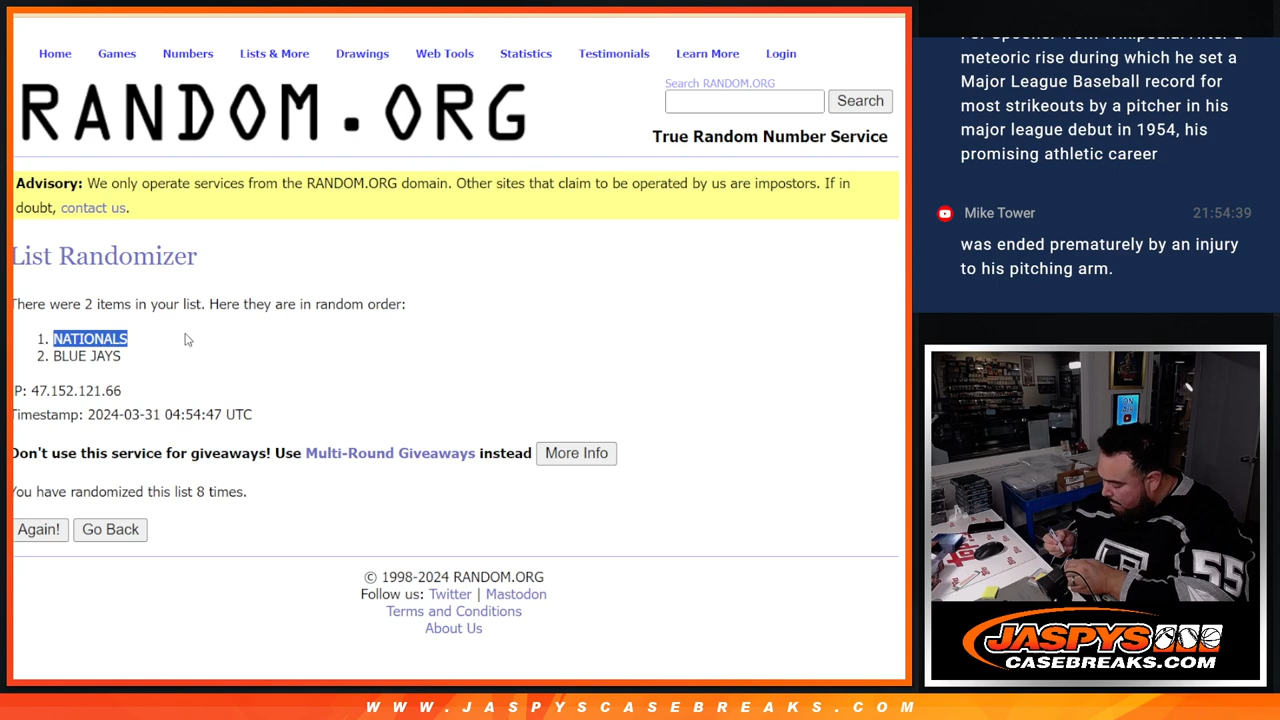 Home Games Numbers Lists & More Drawings Web Tools Statistics Testimonials Learn More Login
RANDOM.ORG
Search RANDOM.ORG
Search
True Random Number Service
Advisory: We only operate services from the RANDOM.ORG domain. Other sites that claim to be operated by us are impostors. If in
doubt, contact us.
List Randomizer
There were 2 items in your list. Here they are in random order:
1. NATIONALS
2. BLUE JAYS
IP: 47.152.121.66
Timestamp: 2024-03-31 04:54:47 UTC
Don't use this service for giveaways! Use Multi-Round Giveaways instead More Info
You have randomized this list 8 times.
Again! Go Back
© 1998-2024 RANDOM.ORG
Follow us: Twitter | Mastodon
Terms and Conditions
About Us
For Spooner from Wikipedia: After a
meteoric rise during which he set a
Major League Baseball record for
most strikeouts by a pitcher in his
major league debut in 1954, his
promising athletic career
Mike Tower 21:54:39
was ended prematurely by an injury
to his pitching arm.
ON
AIR
55
JASPYS
CASEBREAKS.COM
WWW.JASPYSCASEBREAKS.COM